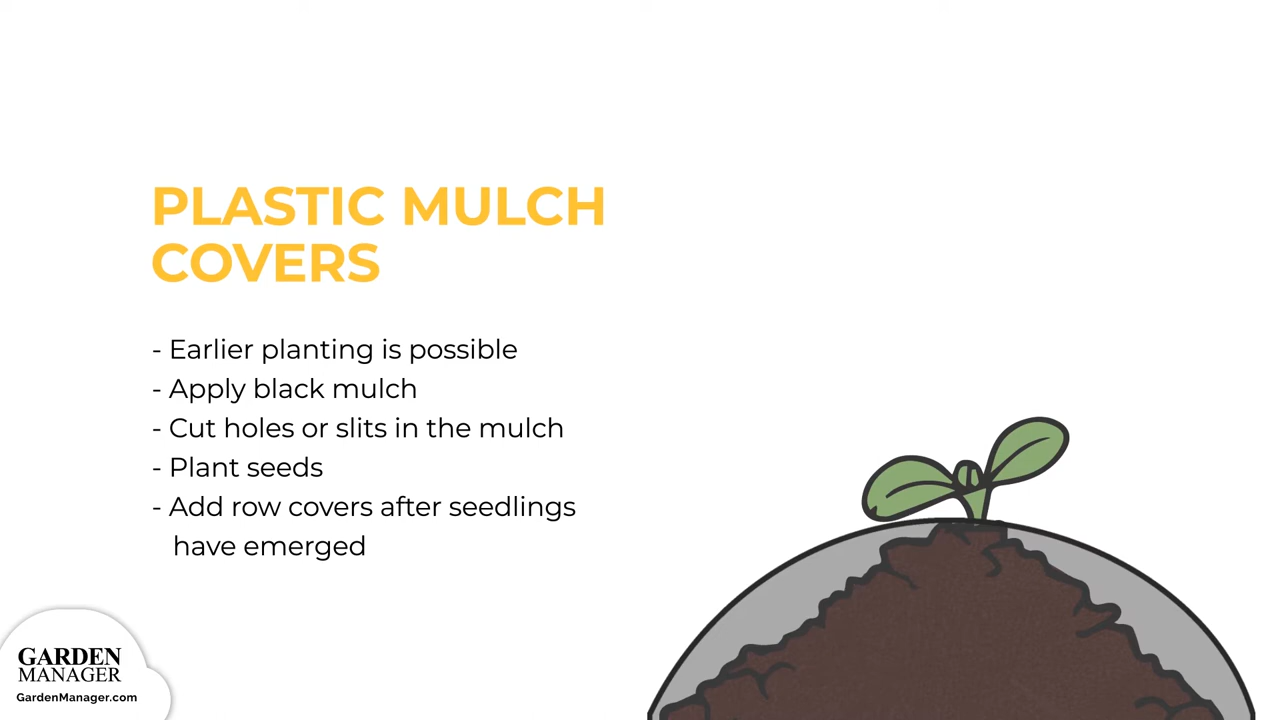 PLASTIC MULCH
COVERS
- Earlier planting is possible
- Apply black mulch
- Cut holes or slits in the mulch
- Plant seeds
- Add row covers after seedlings
have emerged
GARDEN
MANAGER
GardenManager.com